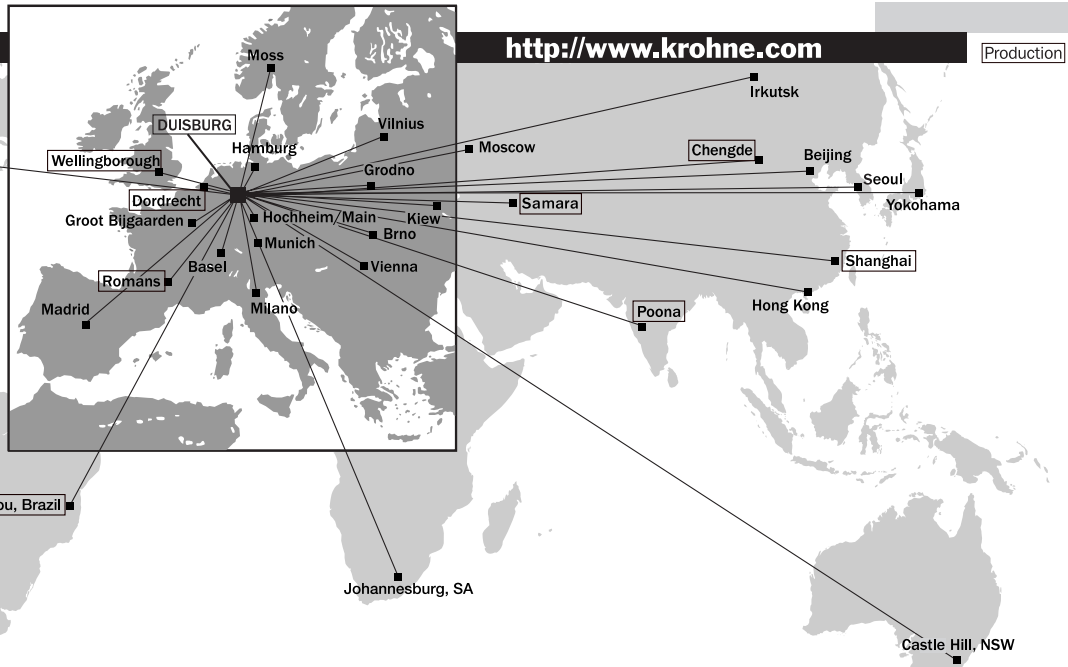 http://www.krohne.com
Production
Moss
Irkutsk
DUISBURG
Vilnius
Hamburg
Moscow
Chengde
Beijing
Wellingborough
Grodno
Seoul
Dordrecht
Samara
Yokohama
Groot Bijgaarden
Hochheim/Main
Kiew
Brno
Munich
Basel
Vienna
Shanghai
Romans
Madrid
Milano
Poona
Hong Kong
Brazil
Johannesburg, SA
Castle Hill, NSW